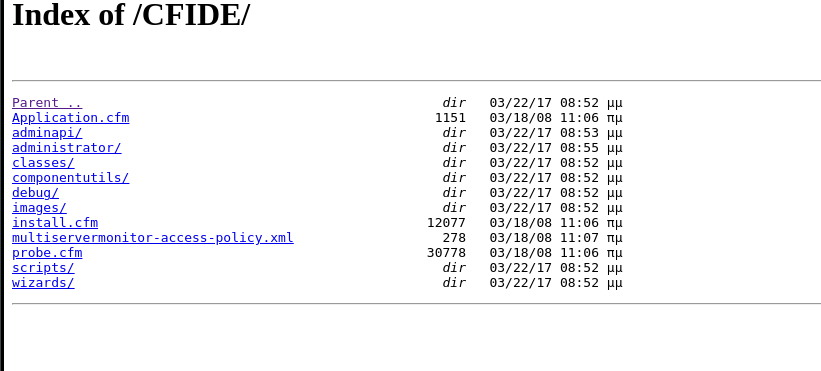 Index of /CFIDE/
Parent .. dir 03/22/17 08:52 μμ
Application.cfm 1151 03/18/08 11:06 πμ
adminapi/ dir 03/22/17 08:53 μμ
administrator/ dir 03/22/17 08:55 μμ
classes/ dir 03/22/17 08:52 μμ
componentutils/ dir 03/22/17 08:52 μμ
debug/ dir 03/22/17 08:52 μμ
images/ dir 03/22/17 08:52 μμ
install.cfm 12077 03/18/08 11:06 πμ
multiservermonitor-access-policy.xml 278 03/18/08 11:07 πμ
probe.cfm 30778 03/18/08 11:06 πμ
scripts/ dir 03/22/17 08:52 μμ
wizards/ dir 03/22/17 08:52 μμ